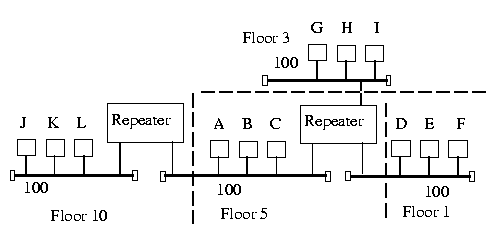 G H I
Floor 3
100
J K L
Repeater
A B C
Repeater
D E F
100
100
100
Floor 10
Floor 5
Floor 1